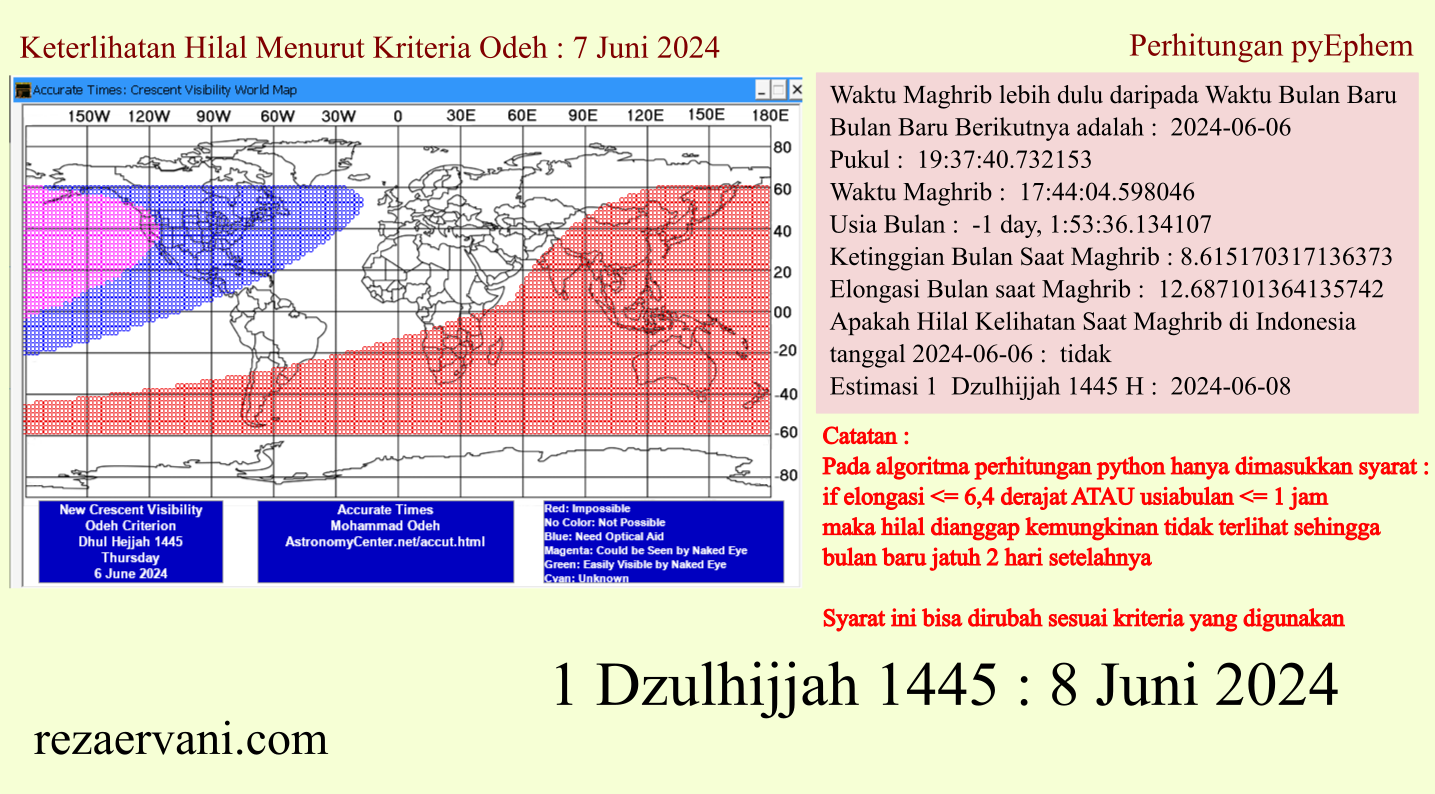 Keterlihatan Hilal Menurut Kriteria Odeh : 7 Juni 2024
Accurate Times: Crescent Visibility World Map
150W 120W 90W 60W 30W 0 30E 60E 90E 120E 150E 180E
80
60
40
20
00
-20
-40
-60
-80
New Crescent Visibility
Odeh Criterion
Dhul Hejjah 1445
Thursday
6 June 2024
Accurate Times
Mohammad Odeh
AstronomyCenter.net/accut.html
Red: Impossible
No Color: Not Possible
Blue: Need Optical Aid
Magenta: Could be Seen by Naked Eye
Green: Easily Visible by Naked Eye
Cyan: Unknown
Perhitungan pyEphem
Waktu Maghrib lebih dulu daripada Waktu Bulan Baru
Bulan Baru Berikutnya adalah : 2024-06-06
Pukul : 19:37:40.732153
Waktu Maghrib : 17:44:04.598046
Usia Bulan : -1 day, 1:53:36.134107
Ketinggian Bulan Saat Maghrib : 8.615170317136373
Elongasi Bulan saat Maghrib : 12.687101364135742
Apakah Hilal Kelihatan Saat Maghrib di Indonesia
tanggal 2024-06-06 : tidak
Estimasi 1 Dzulhijjah 1445 H : 2024-06-08
Catatan :
Pada algoritma perhitungan python hanya dimasukkan syarat :
if elongasi <= 6,4 derajat ATAU usiabulan <= 1 jam
maka hilal dianggap kemungkinan tidak terlihat sehingga
bulan baru jatuh 2 hari setelahnya
Syarat ini bisa dirubah sesuai kriteria yang digunakan
1 Dzulhijjah 1445 : 8 Juni 2024
rezaervani.com